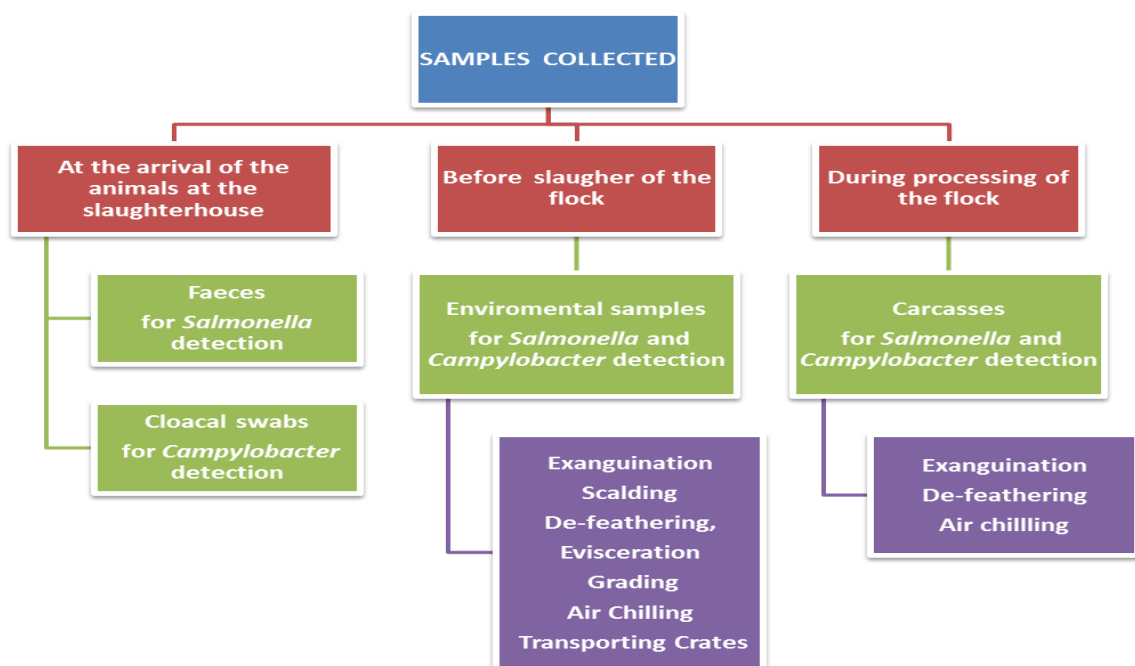 SAMPLES COLLECTED
At the arrival of the
animals at the
slaughterhouse
Faeces
for Salmonella
detection
Cloacal swabs
for Campylobacter
detection
Before slaugher of the
flock
Enviromental samples
for Salmonella and
Campylobacter detection
Exanguination
Scalding
De-feathering,
Evisceration
Grading
Air Chilling
Transporting Crates
During processing of
the flock
Carcasses
for Salmonella and
Campylobacter detection
Exanguination
De-feathering
Air chillling